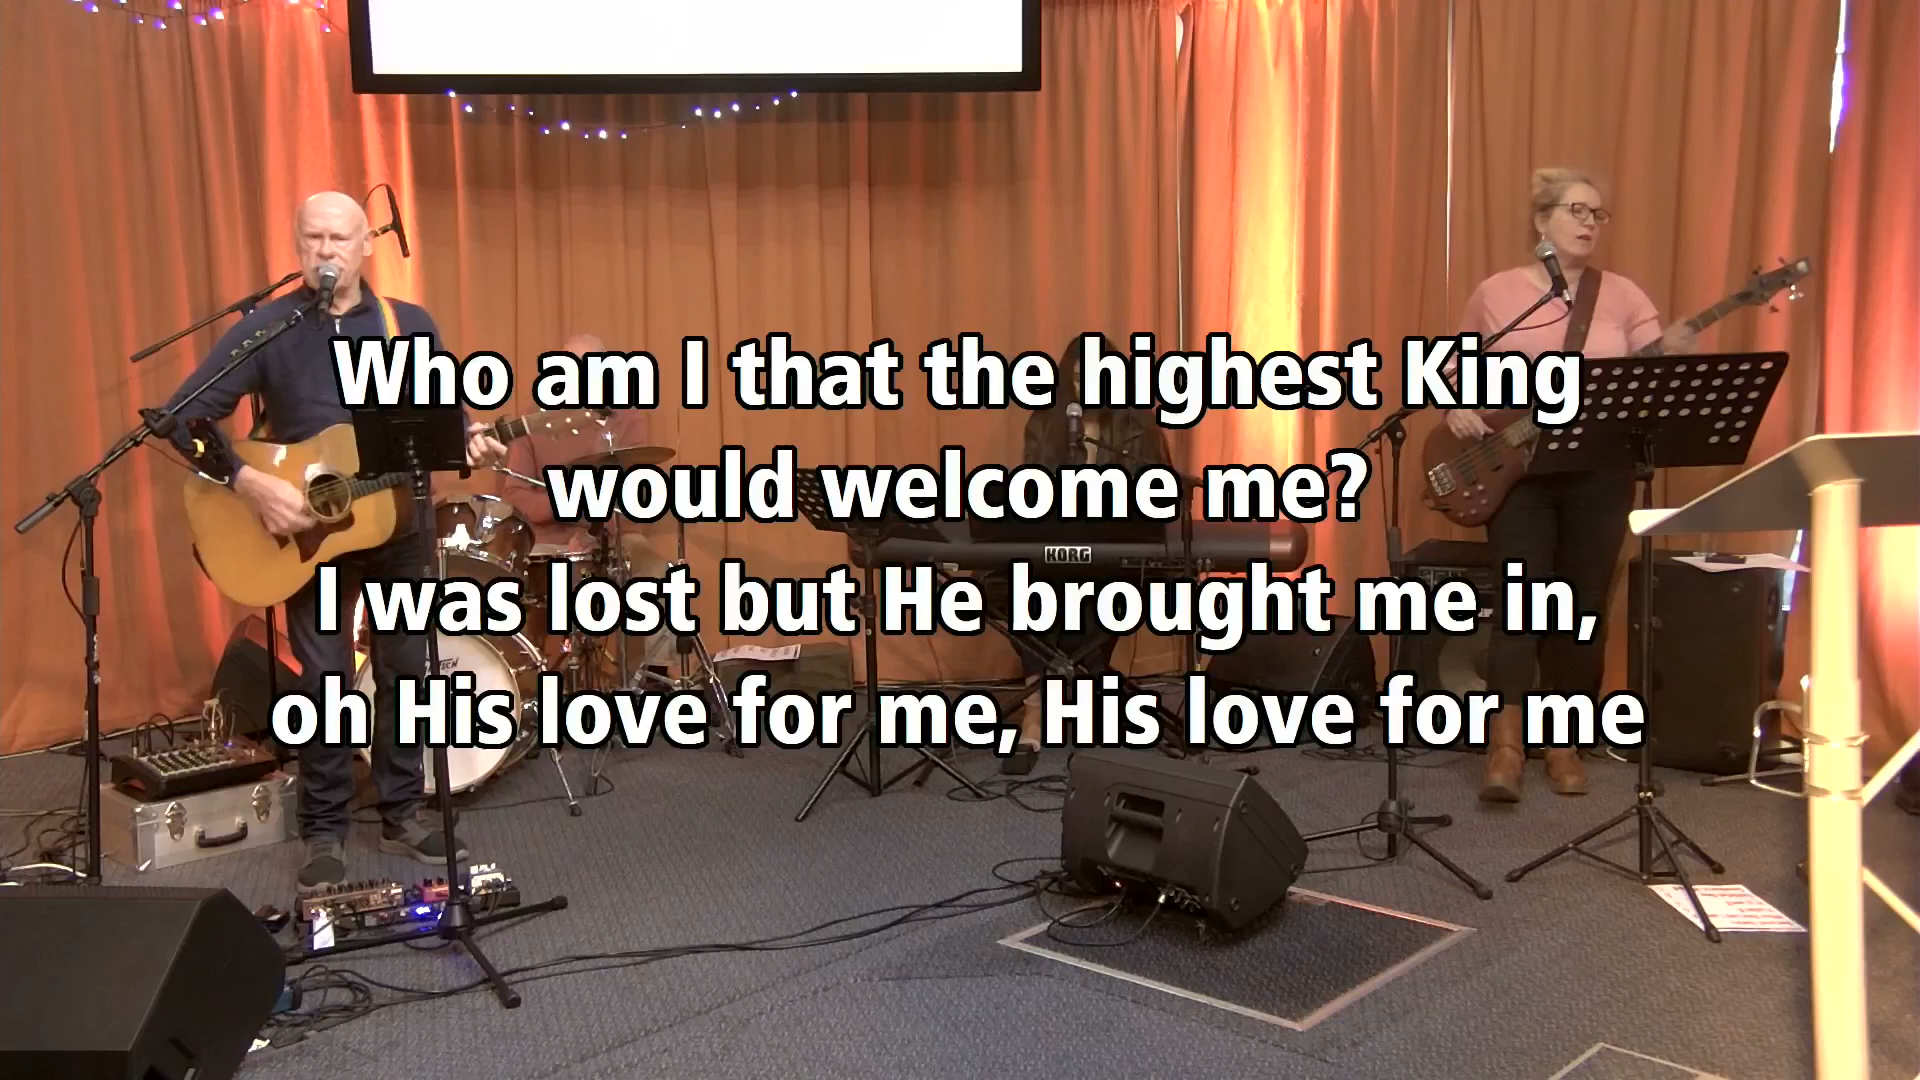 Who am I that the highest King
would welcome me?
KORG
I was lost but He brought me in,
oh His love for me, His love for me